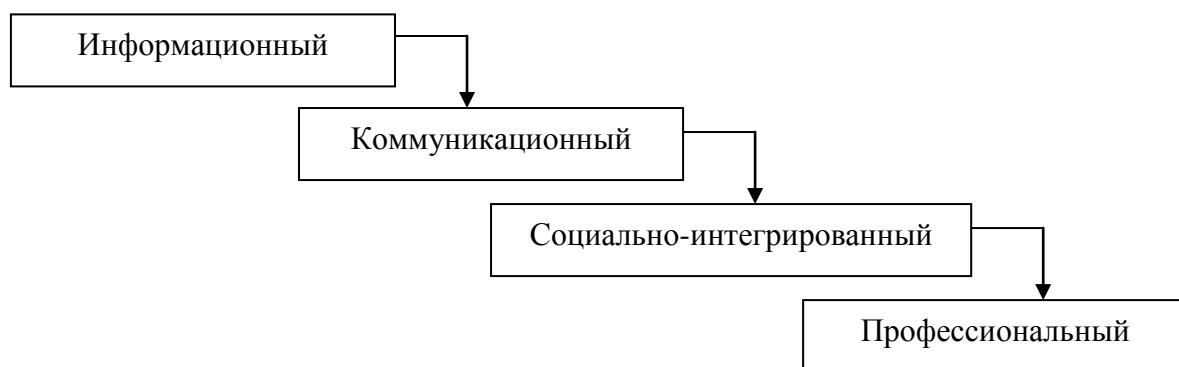 Информационный
Коммуникационный
Социально-интегрированный
Профессиональный